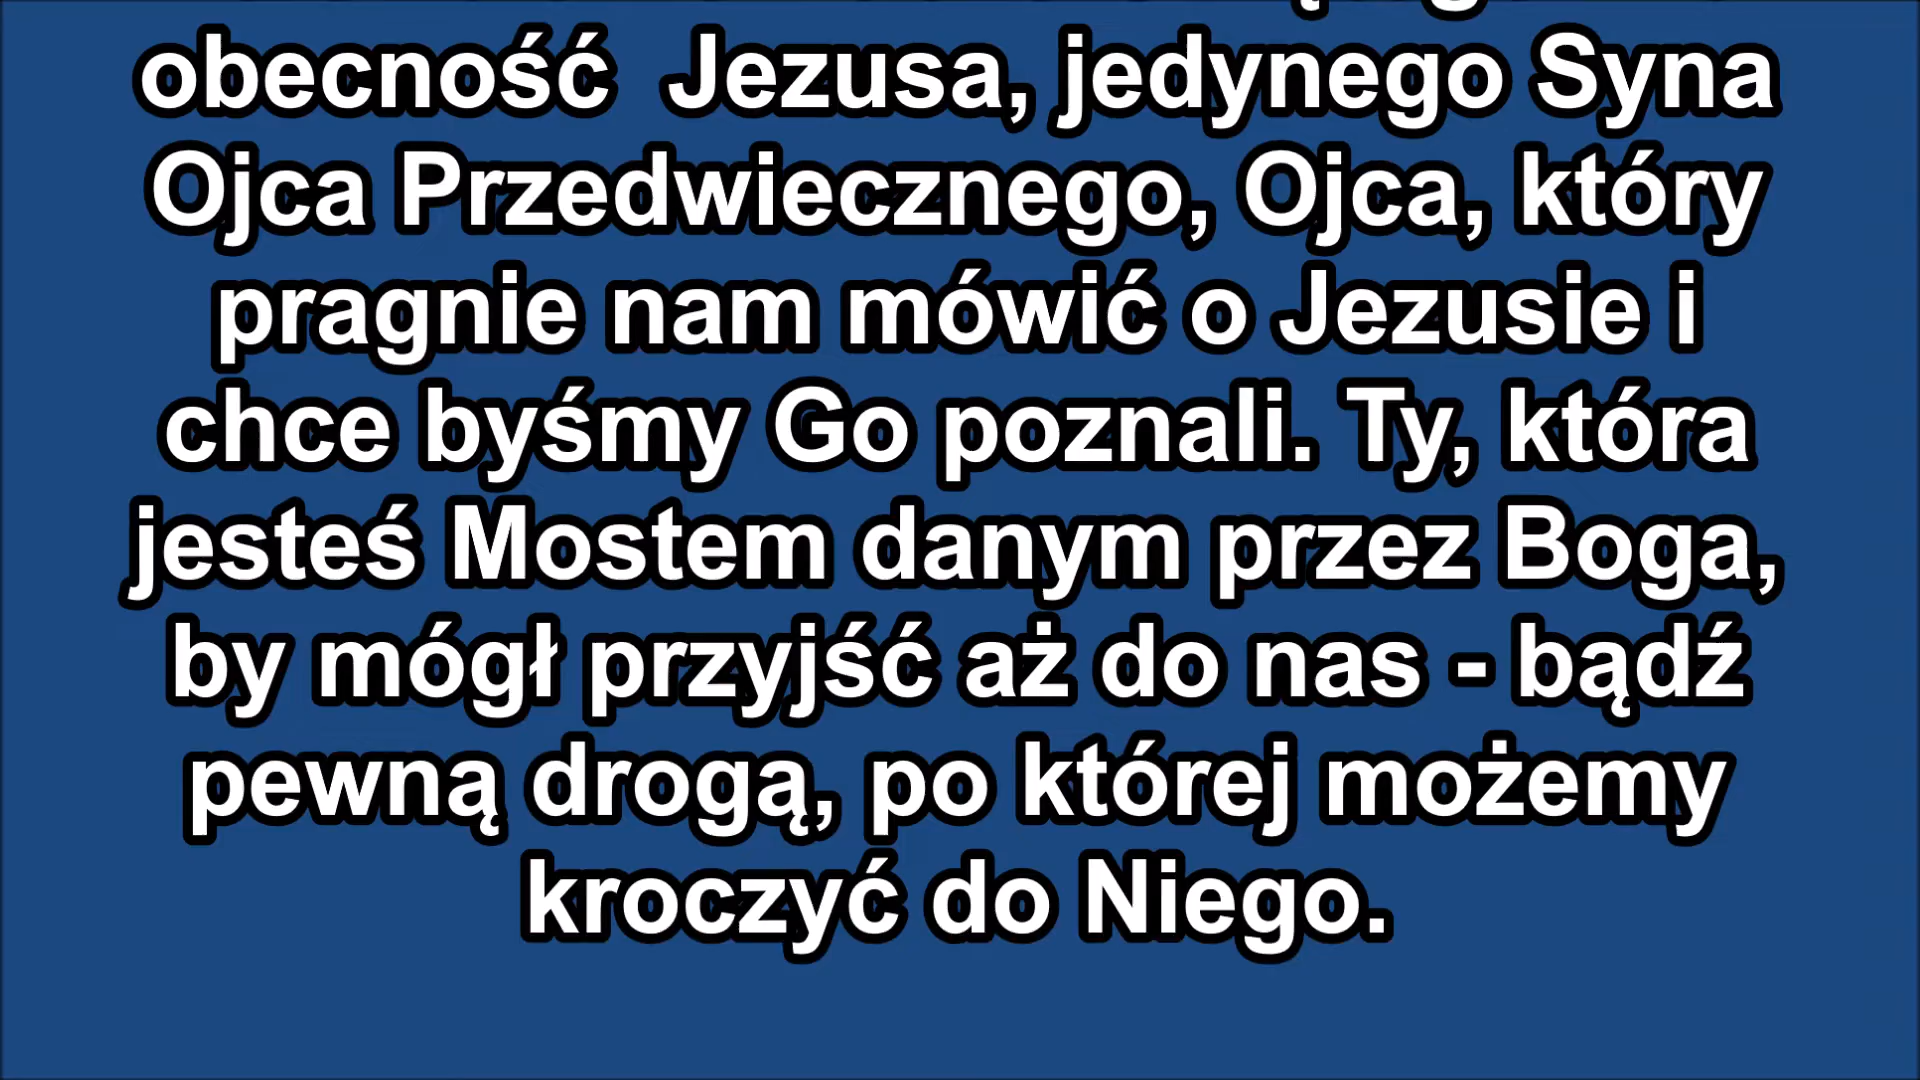 obecność  Jezusa, jedynego Syna
Ojca Przedwiecznego, Ojca, który
pragnie nam mówić o Jezusie i
chce byśmy Go poznali. Ty, która
jesteś Mostem danym przez Boga,
by mógł przyjść aż do nas - bądź
pewną drogą, po której możemy
kroczyć do Niego.